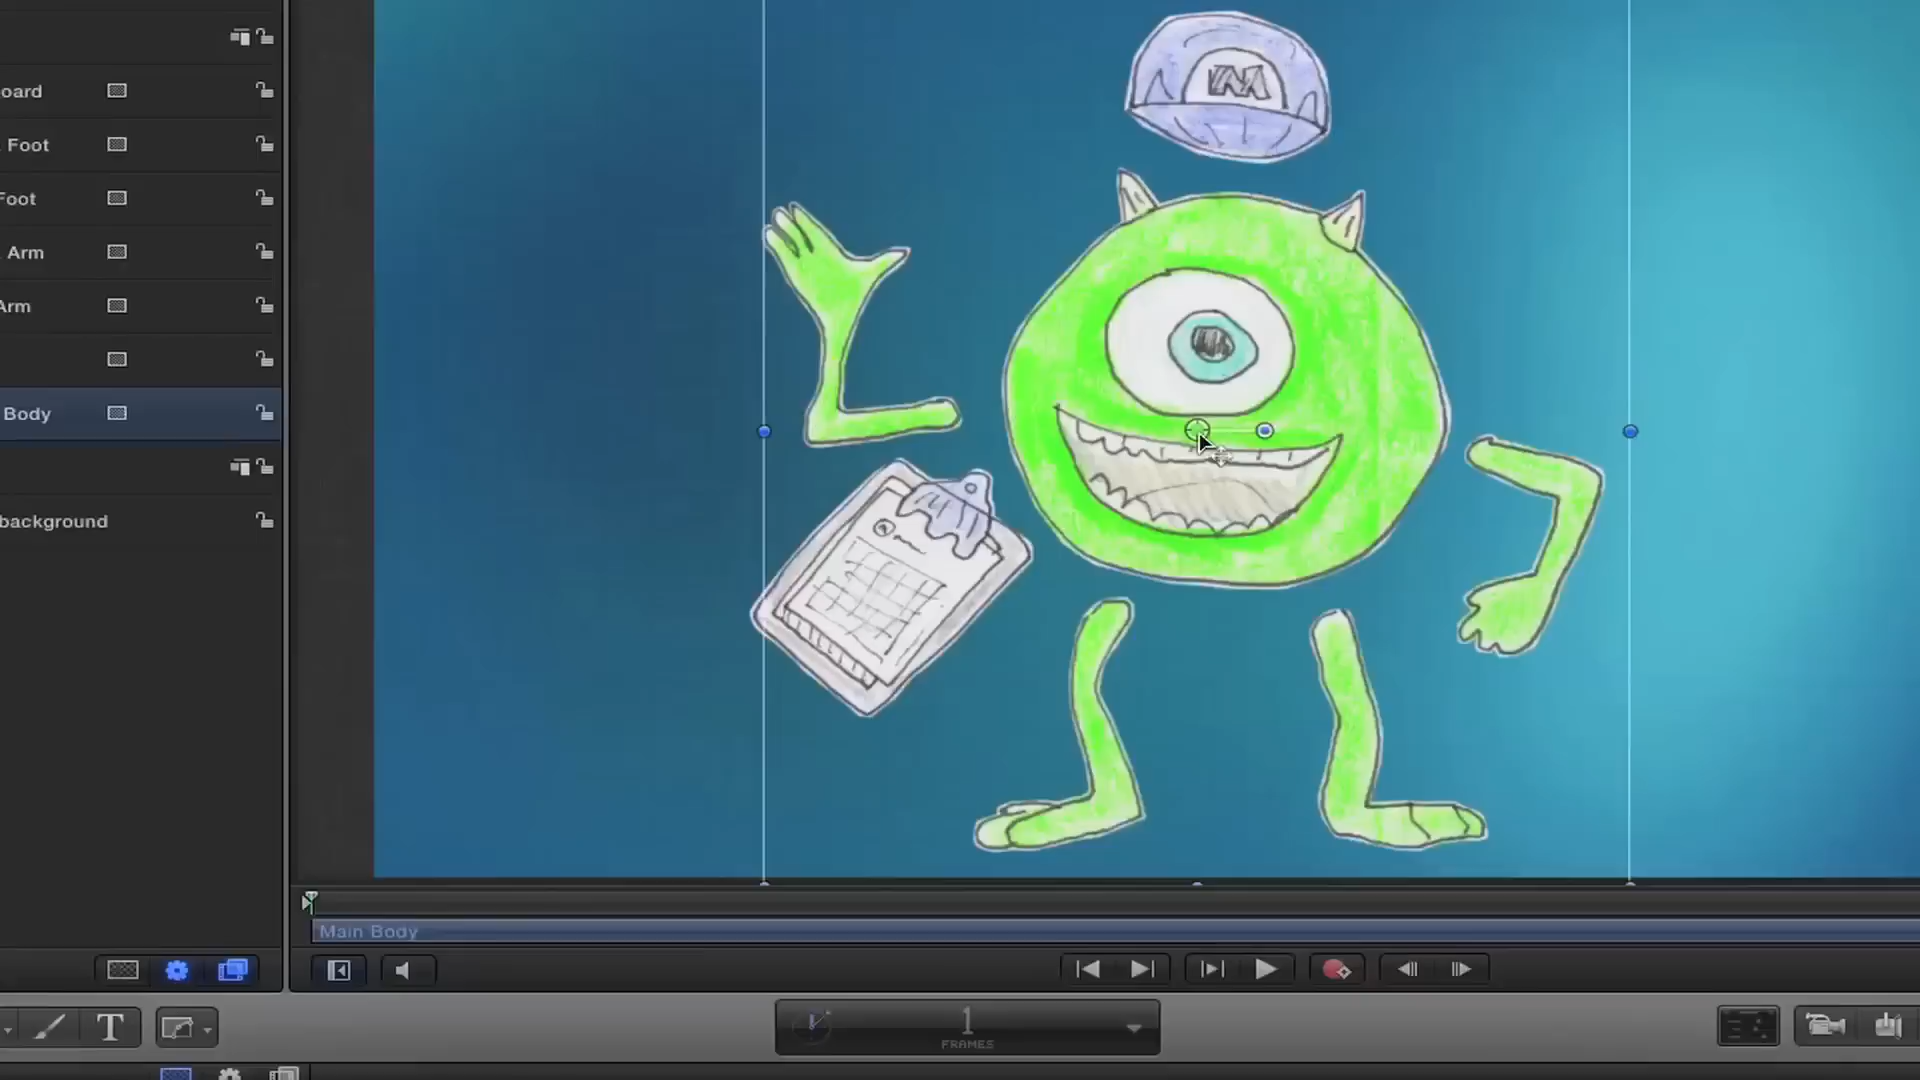 oard
Foot
Foot
Arm
Arm
Body
background
M
Main Body
T
1
FRAMES